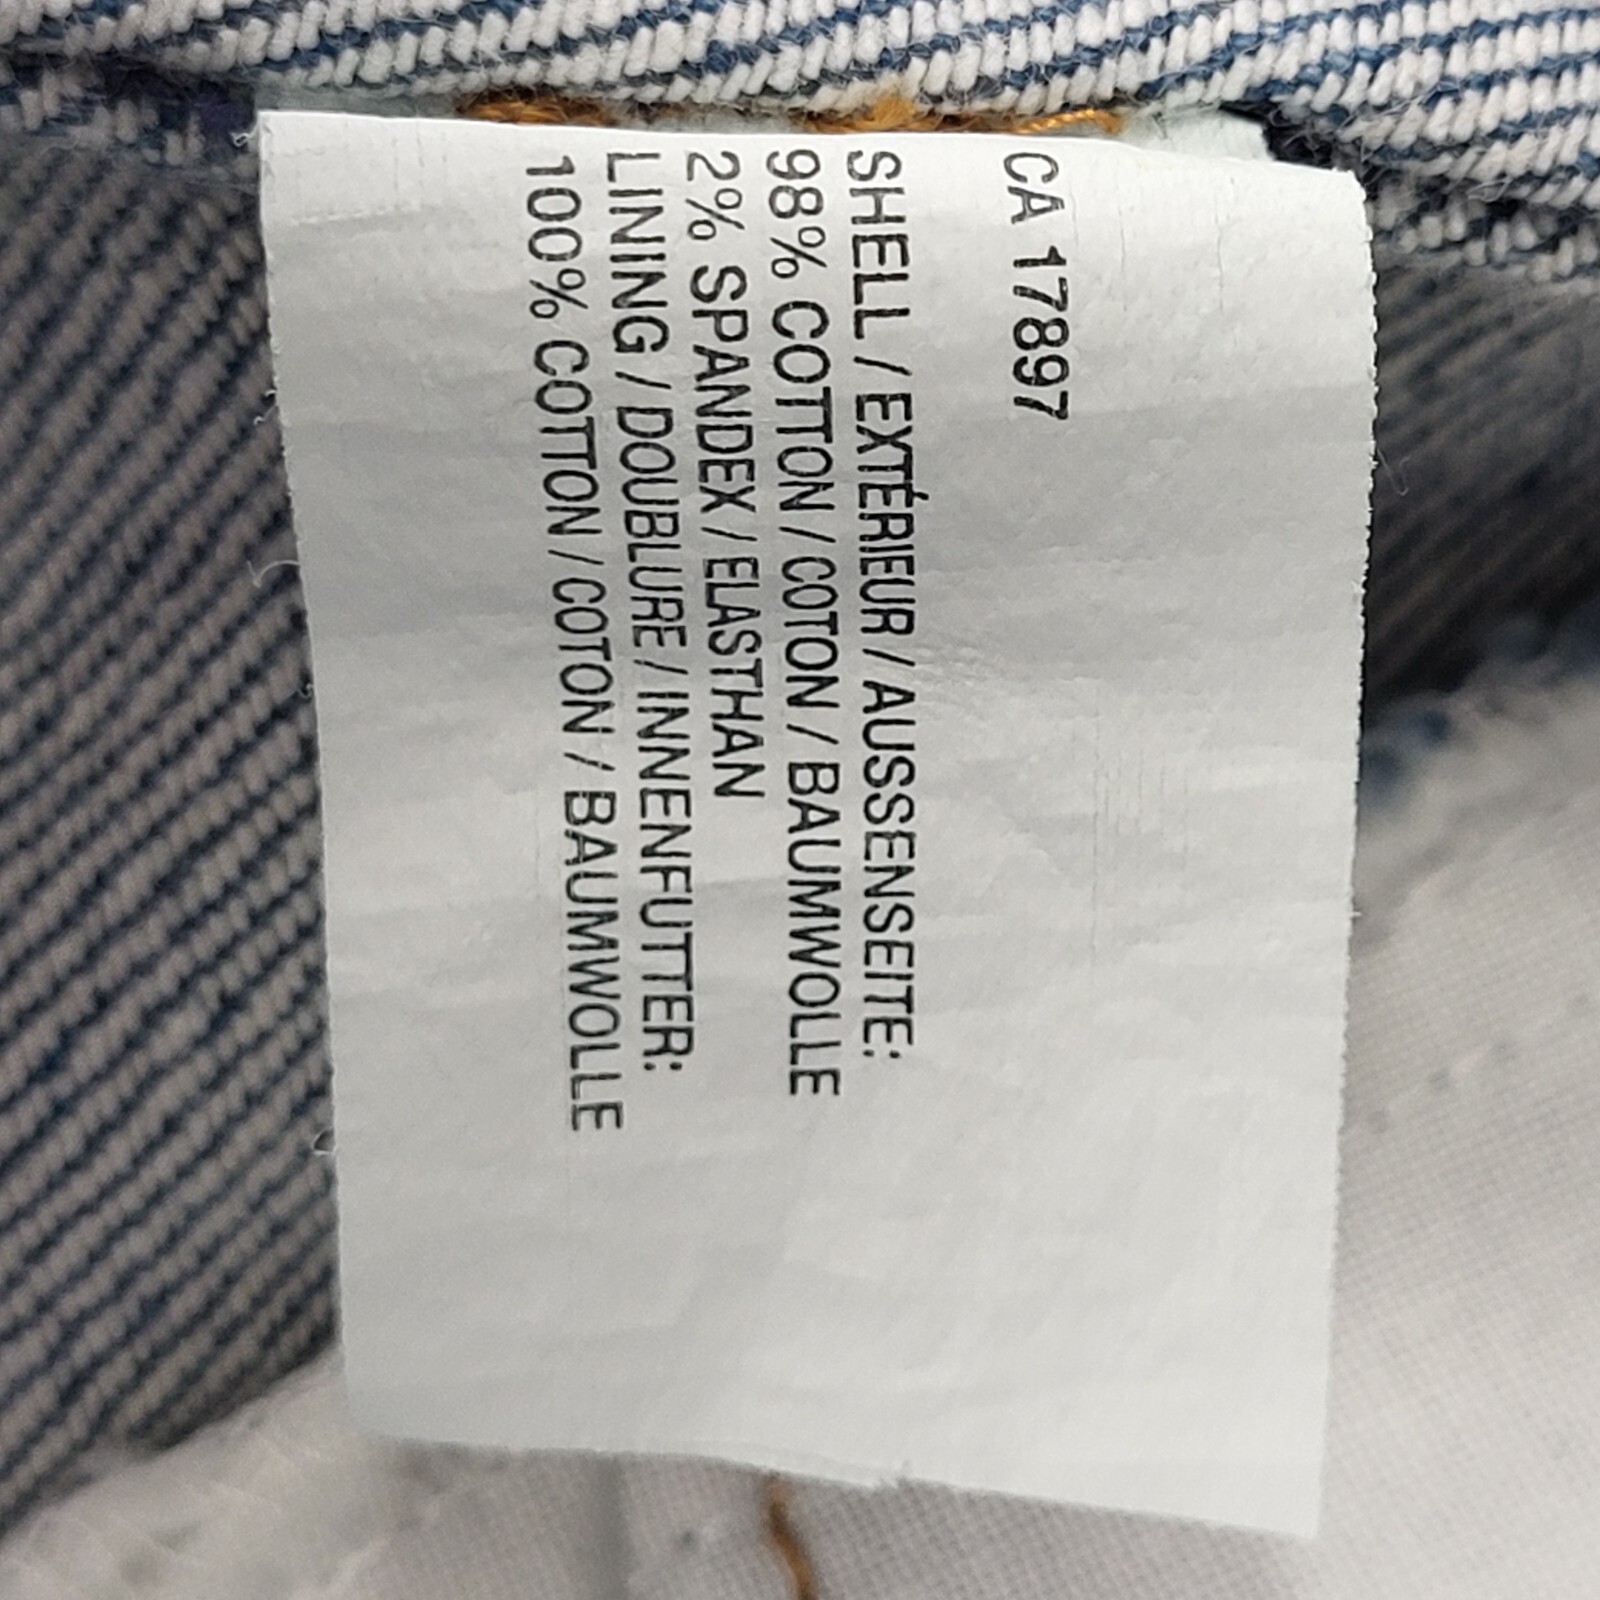 CA 17897
SHELL / EXTÉRIEUR / AUSSENSEITE:
98% COTTON / COTON / BAUMWOLLE
2% SPANDEX / ELASTHAN
LINING / DOUBLURE / INNENFUTTER:
100% COTTON / COTON / BAUMWOLLE